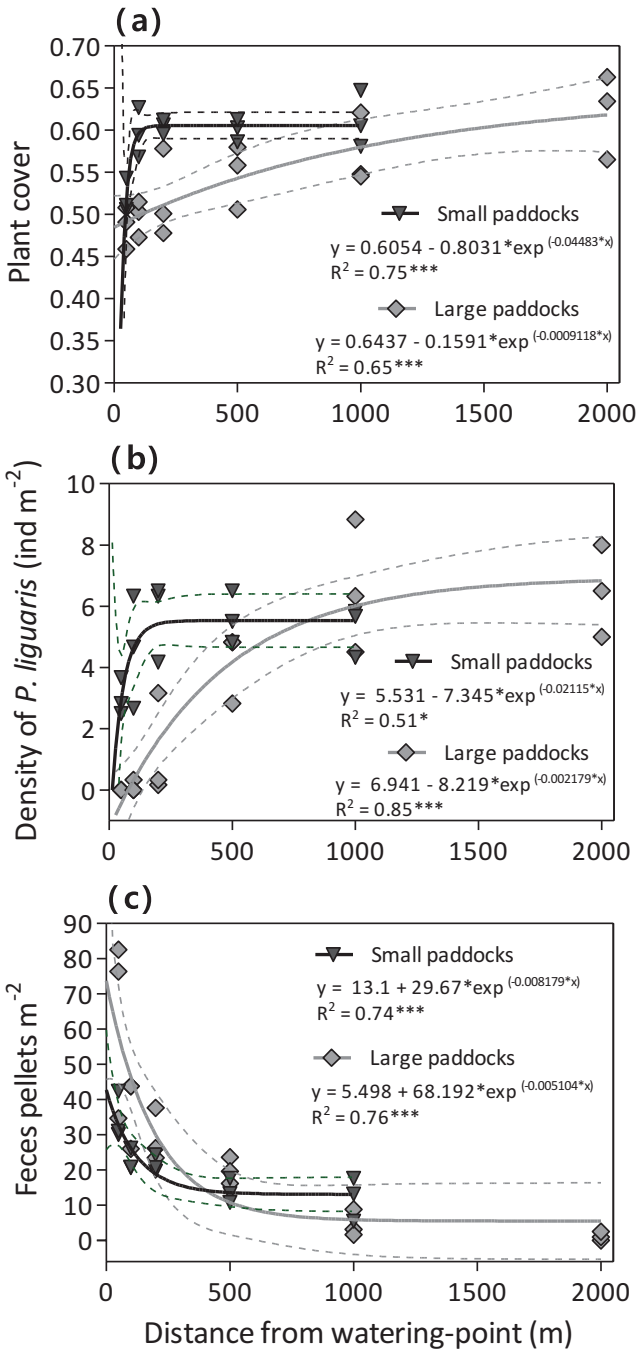 (a)
0.70
0.65
0.60
0.55
0.50
0.45
0.40
0.35
0.30
Plant cover
Small paddocks
y = 0.6054 - 0.8031*exp (-0.04483*x)
R² = 0.75***
Large paddocks
y = 0.6437 - 0.1591*exp (-0.0009118*x)
R² = 0.65***
0 500 1000 1500 2000
(b)
10
8
6
4
2
0
Density of P. liguaris (ind m⁻²)
Small paddocks
y = 5.531 - 7.345*exp (-0.02115*x)
R² = 0.51*
Large paddocks
y = 6.941 - 8.219*exp (-0.002179*x)
R² = 0.85***
0 500 1000 1500 2000
(c)
90
80
70
60
50
40
30
20
10
0
Feces pellets m⁻²
Small paddocks
y = 13.1 + 29.67*exp (-0.008179*x)
R² = 0.74***
Large paddocks
y = 5.498 + 68.192*exp (-0.005104*x)
R² = 0.76***
0 500 1000 1500 2000
Distance from watering-point (m)